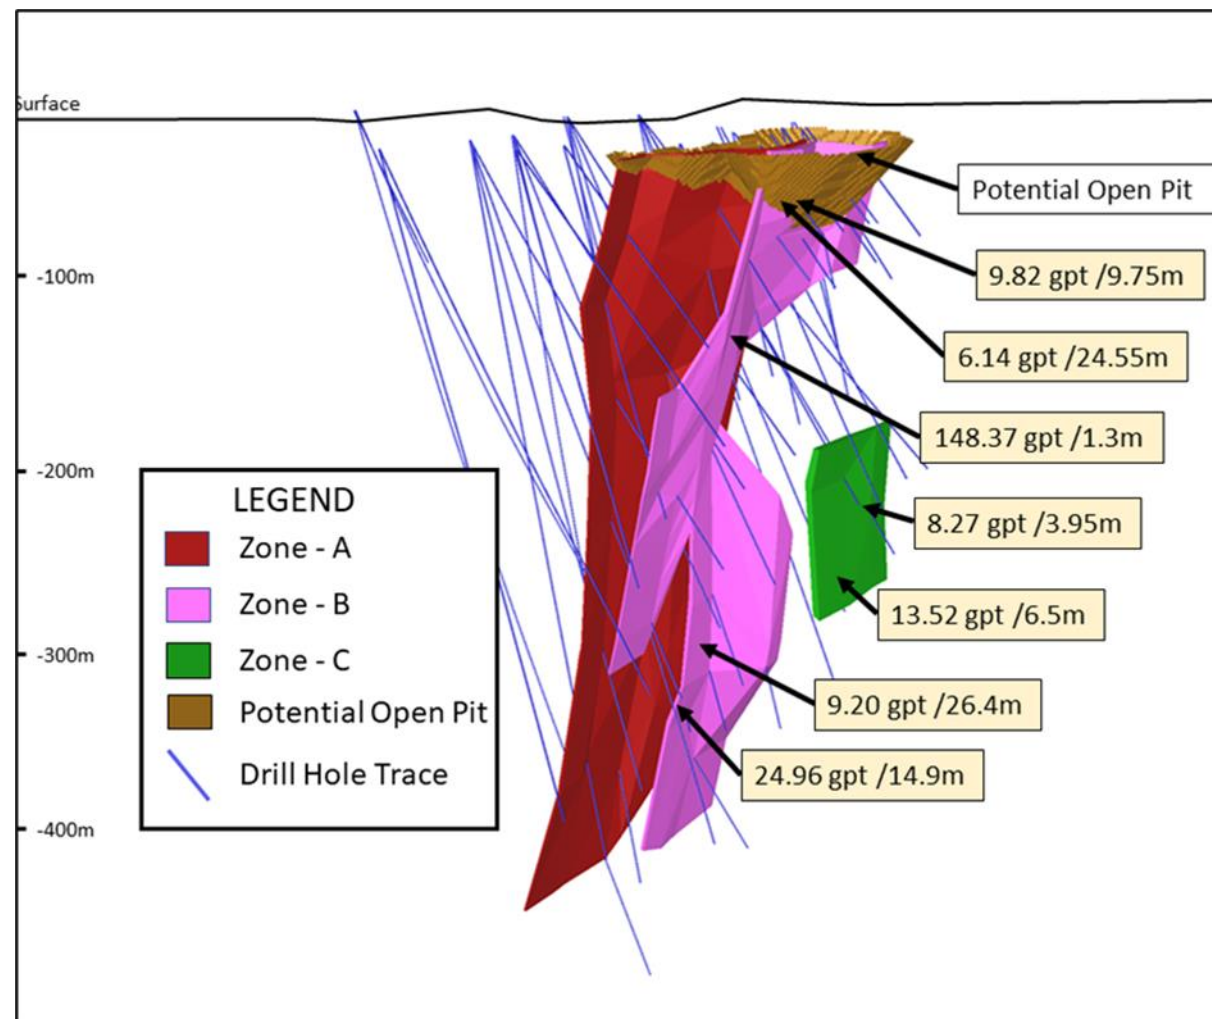 Surface
Potential Open Pit
-100m
9.82 gpt /9.75m
6.14 gpt /24.55m
148.37 gpt /1.3m
-200m
LEGEND
8.27 gpt /3.95m
Zone - A
Zone - B
13.52 gpt /6.5m
-300m
Zone - C
9.20 gpt /26.4m
Potential Open Pit
24.96 gpt /14.9m
Drill Hole Trace
-400m